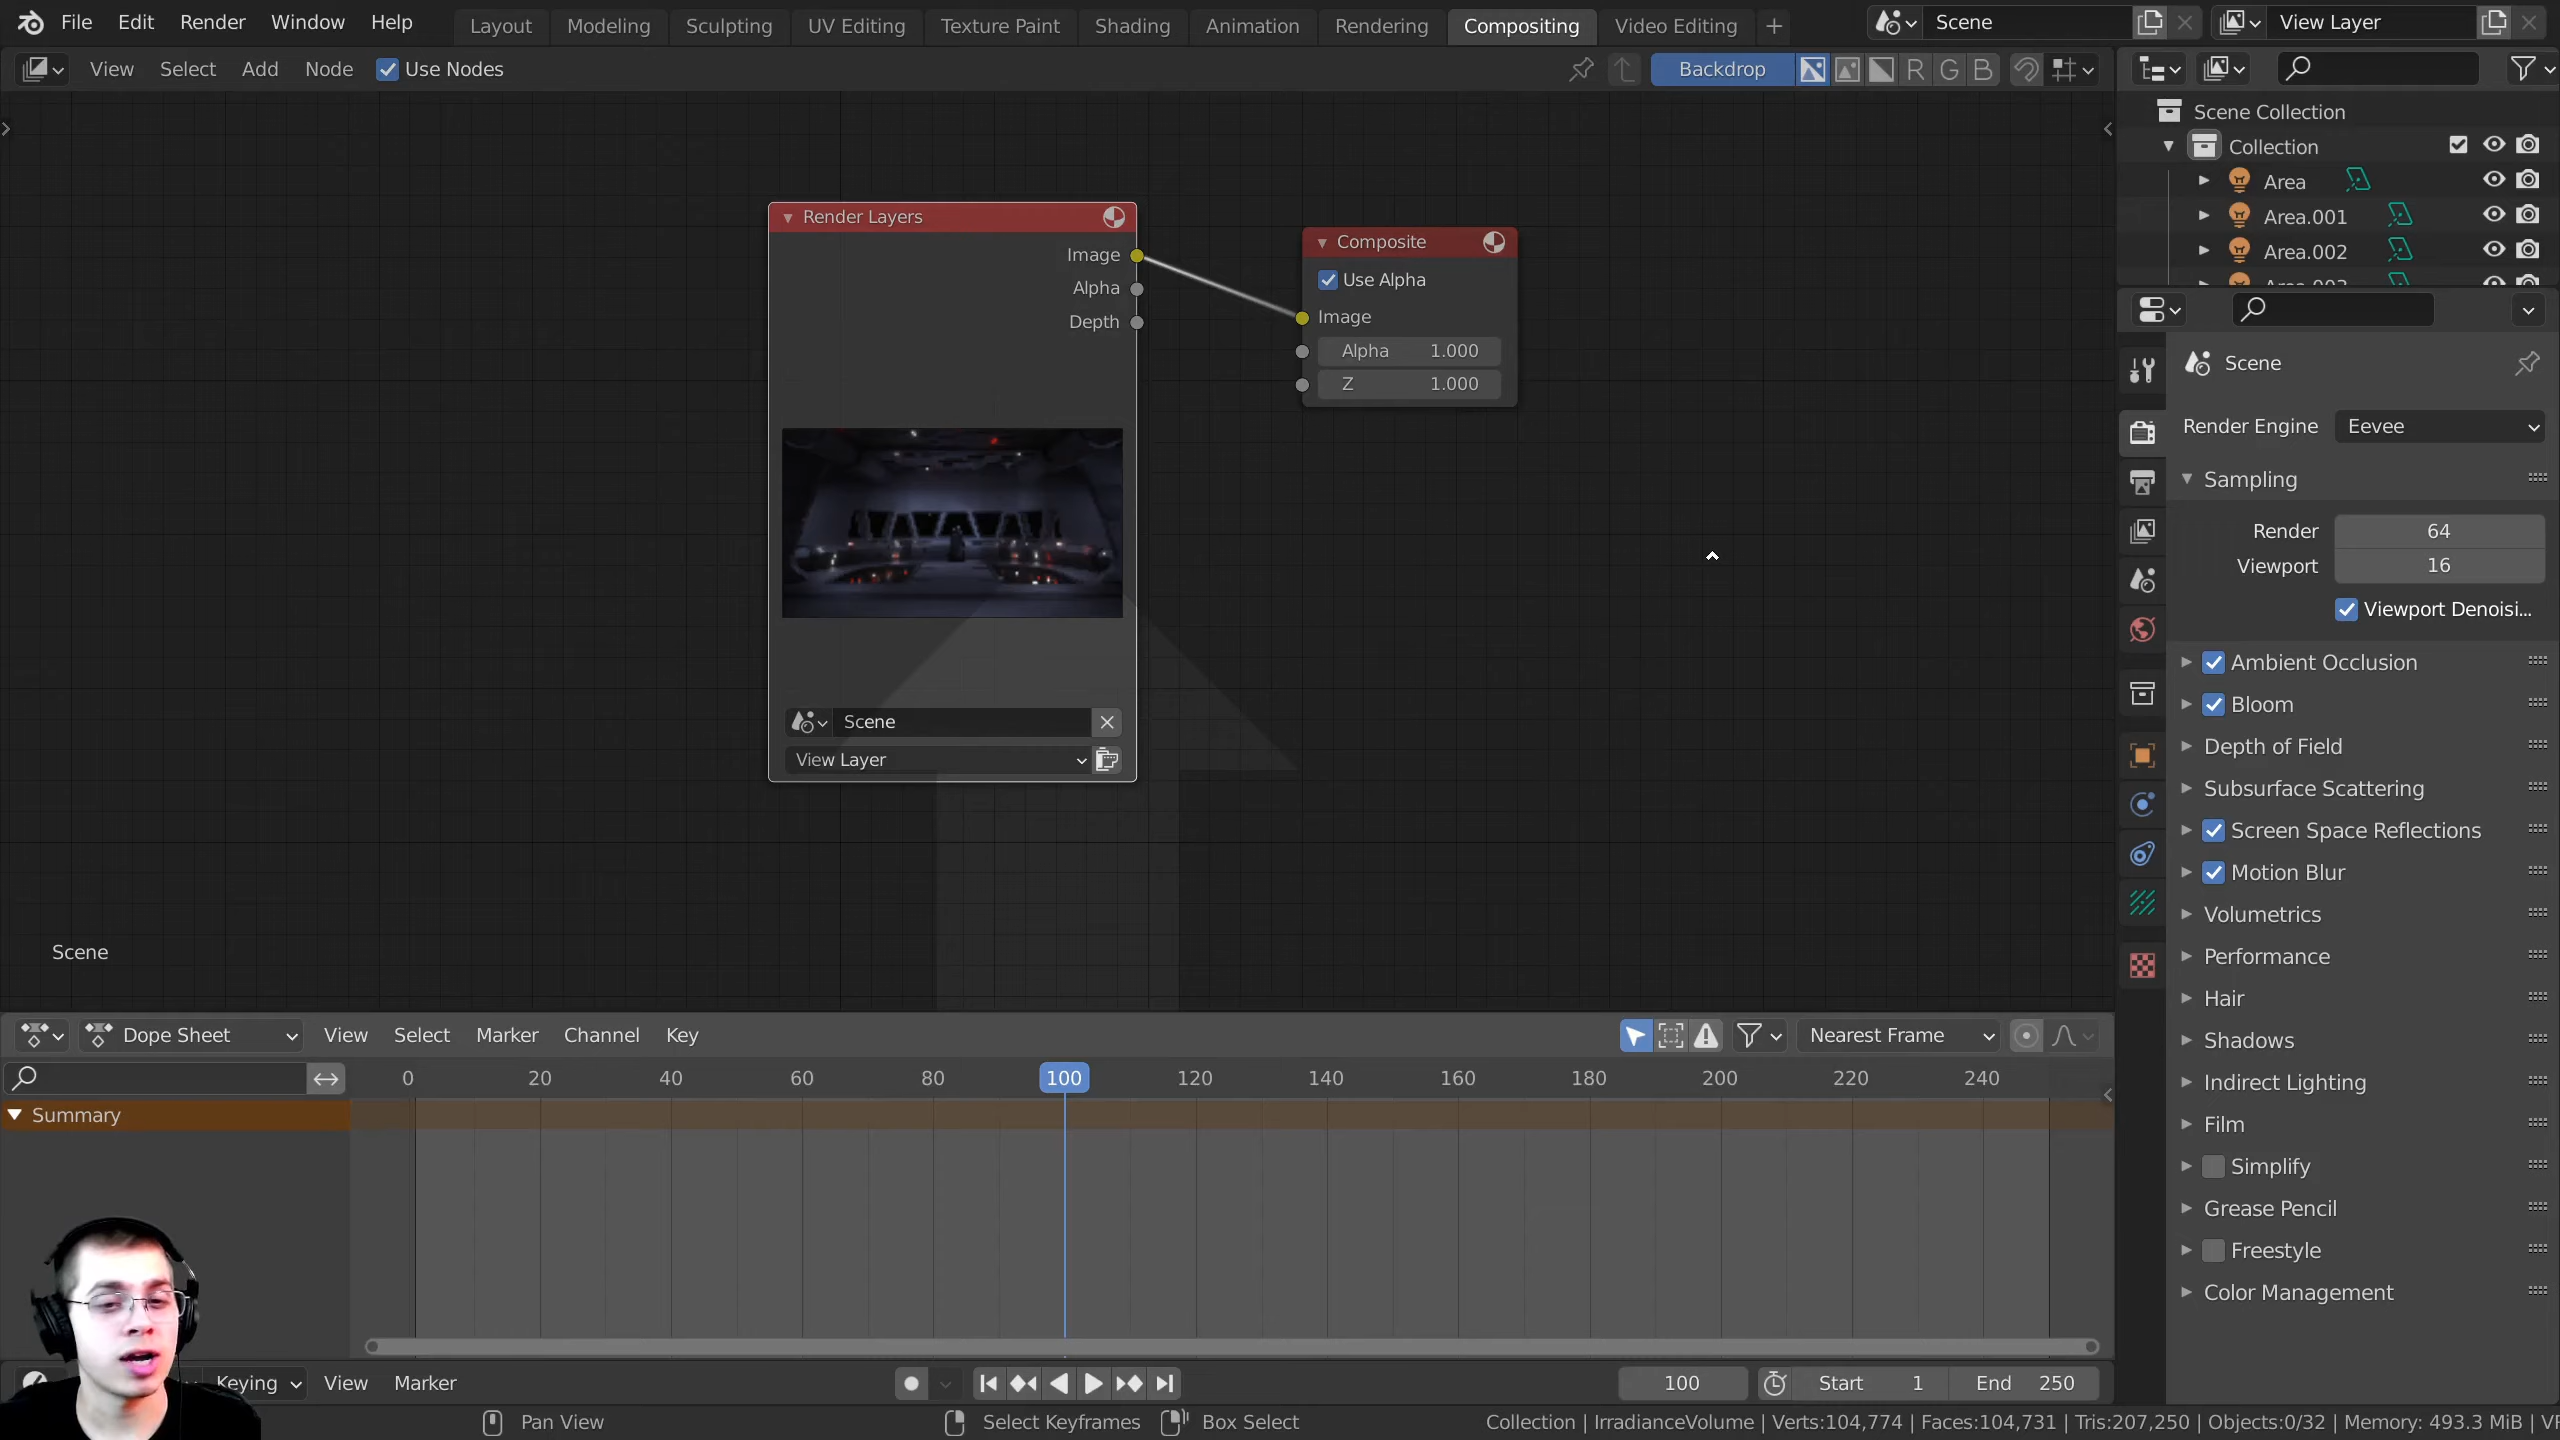 File Edit Render Window Help Layout Modeling Sculpting UV Editing Texture Paint Shading Animation Rendering Compositing Video Editing + Scene View Layer
View Select Add Node Use Nodes Backdrop R G B
Scene Collection
Collection
Area
Area.001
Area.002
Render Layers
Image
Alpha
Depth
Scene
View Layer
Composite
Use Alpha
Image
Alpha 1.000
Z 1.000
Scene
Scene
Render Engine Eevee
Sampling
Render 64
Viewport 16
Viewport Denoisi...
Ambient Occlusion
Bloom
Depth of Field
Subsurface Scattering
Screen Space Reflections
Motion Blur
Volumetrics
Performance
Hair
Shadows
Indirect Lighting
Film
Simplify
Grease Pencil
Freestyle
Color Management
Dope Sheet View Select Marker Channel Key Nearest Frame
0 20 40 60 80 100 120 140 160 180 200 220 240
Summary
Keying View Marker 100 Start 1 End 250
Pan View Select Keyframes Box Select Collection | IrradianceVolume | Verts:104,774 | Faces:104,731 | Tris:207,250 | Objects:0/32 | Memory: 493.3 MiB |